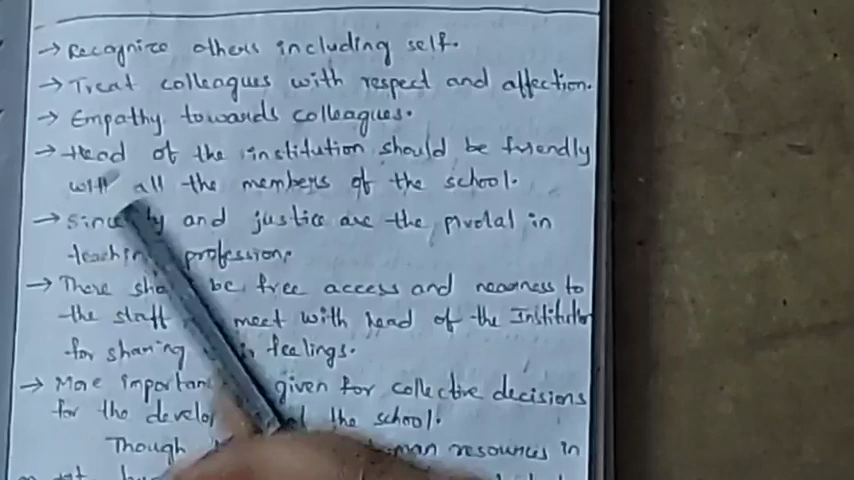 → Recognize others including self.
→ Treat colleagues with respect and affection.
→ Empathy towards colleagues.
→ Head of the institution should be friendly
with all the members of the school.
→ and justice are the pivotal in
profession.
→ There be free access and nearness to
the staff meet with head of the Institution
for sharing feelings.
→ More given for collective decisions
for the the school.
Though resources in